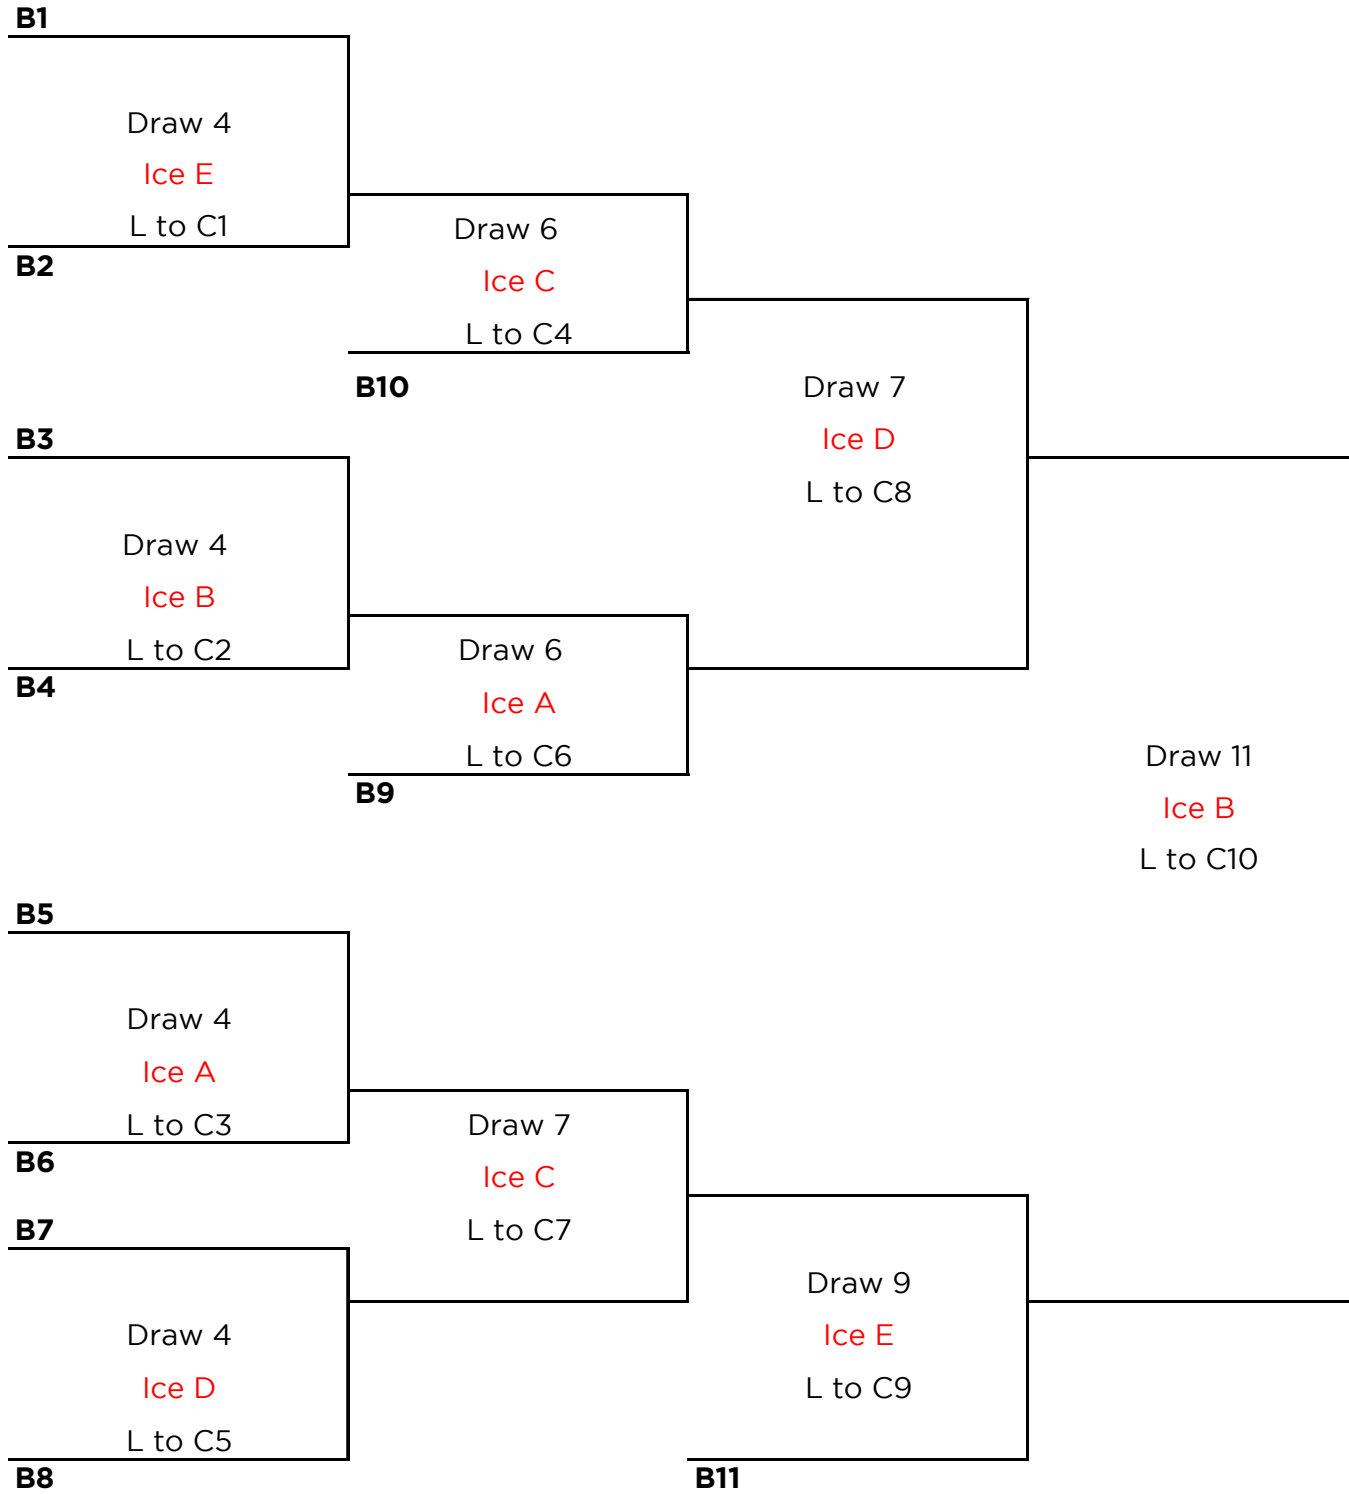 B1
Draw 4
Ice E
L to C1
B2
Draw 6
Ice C
L to C4
B10
Draw 7
Ice D
L to C8
B3
Draw 4
Ice B
L to C2
B4
Draw 6
Ice A
L to C6
B9
Draw 11
Ice B
L to C10
B5
Draw 4
Ice A
L to C3
B6
Draw 7
Ice C
L to C7
B7
Draw 4
Ice D
L to C5
B8
Draw 9
Ice E
L to C9
B11